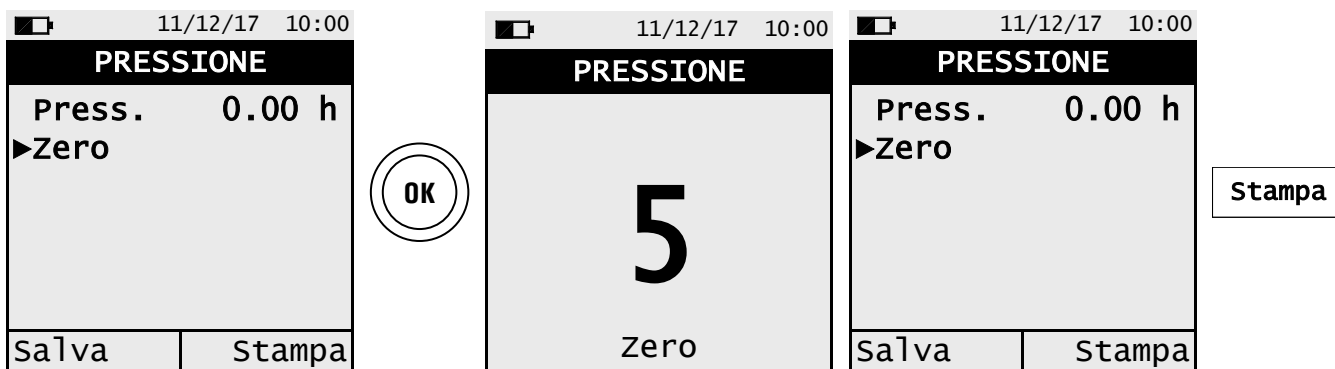 11/12/17 10:00
PRESSIONE
Press. 0.00 h
▶Zero
Salva Stampa
OK
11/12/17 10:00
PRESSIONE
5
Zero
11/12/17 10:00
PRESSIONE
Press. 0.00 h
▶Zero
Salva Stampa
Stampa